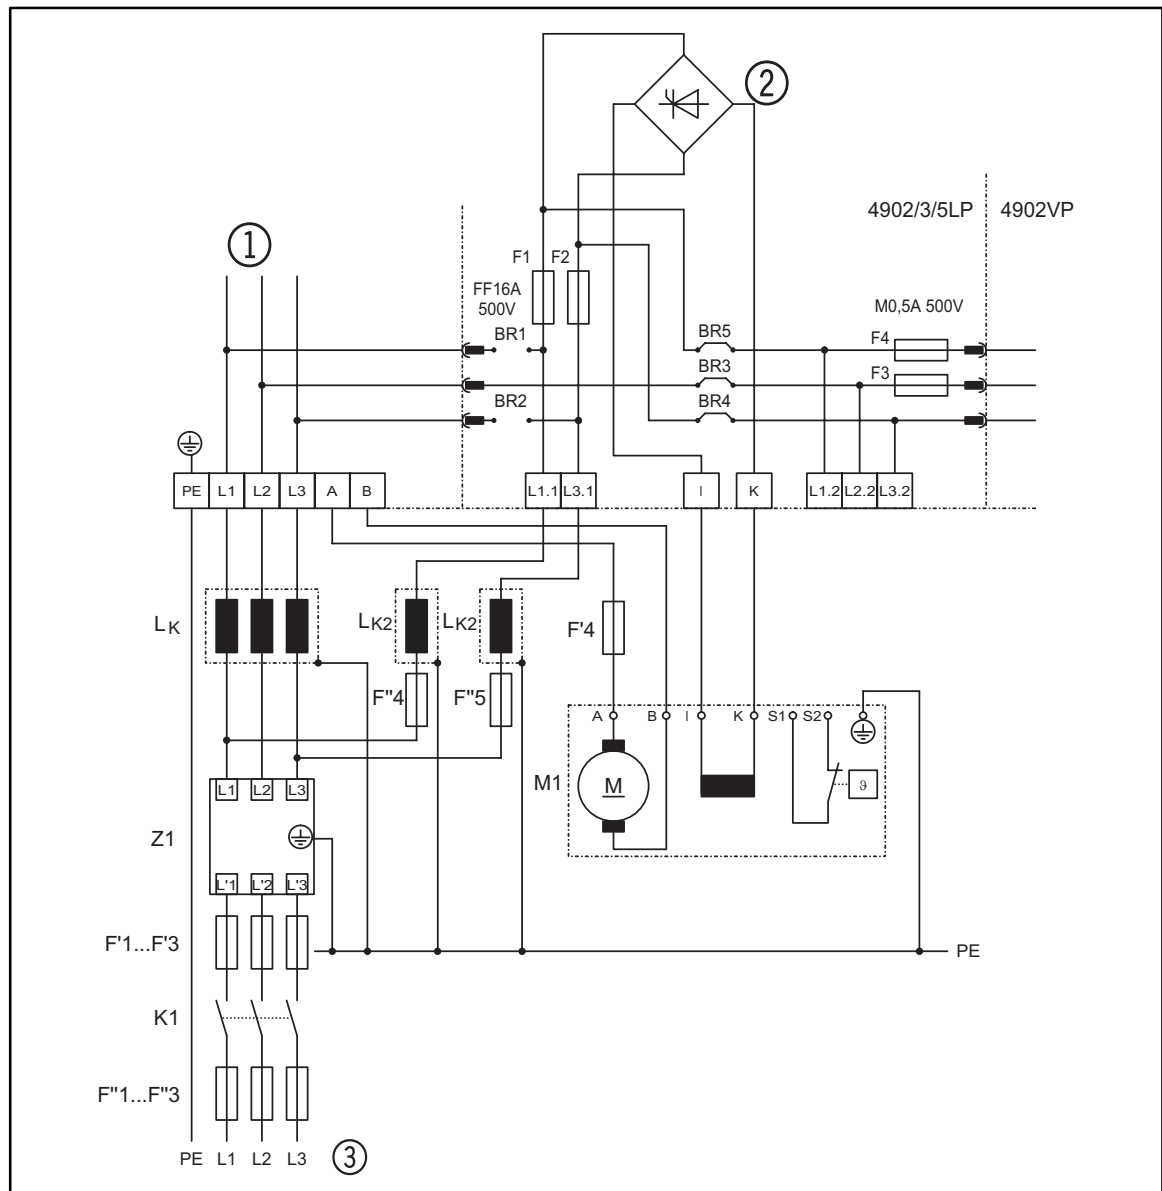 ②
4902/3/5LP 4902VP
①
F1 F2
FF16A
500V
M0,5A 500V
BR1 BR5 F4
BR3 F3
BR2 BR4
PE L1 L2 L3 A B L1.1 L3.1 I K L1.2 L2.2 L3.2
LK LK2 LK2 F'4
F"4 F"5
A B I K S1 S2
M1 M ϑ
L1 L2 L3
Z1
L'1 L'2 L'3
F'1...F'3 PE
K1
F"1...F"3
PE L1 L2 L3 ③